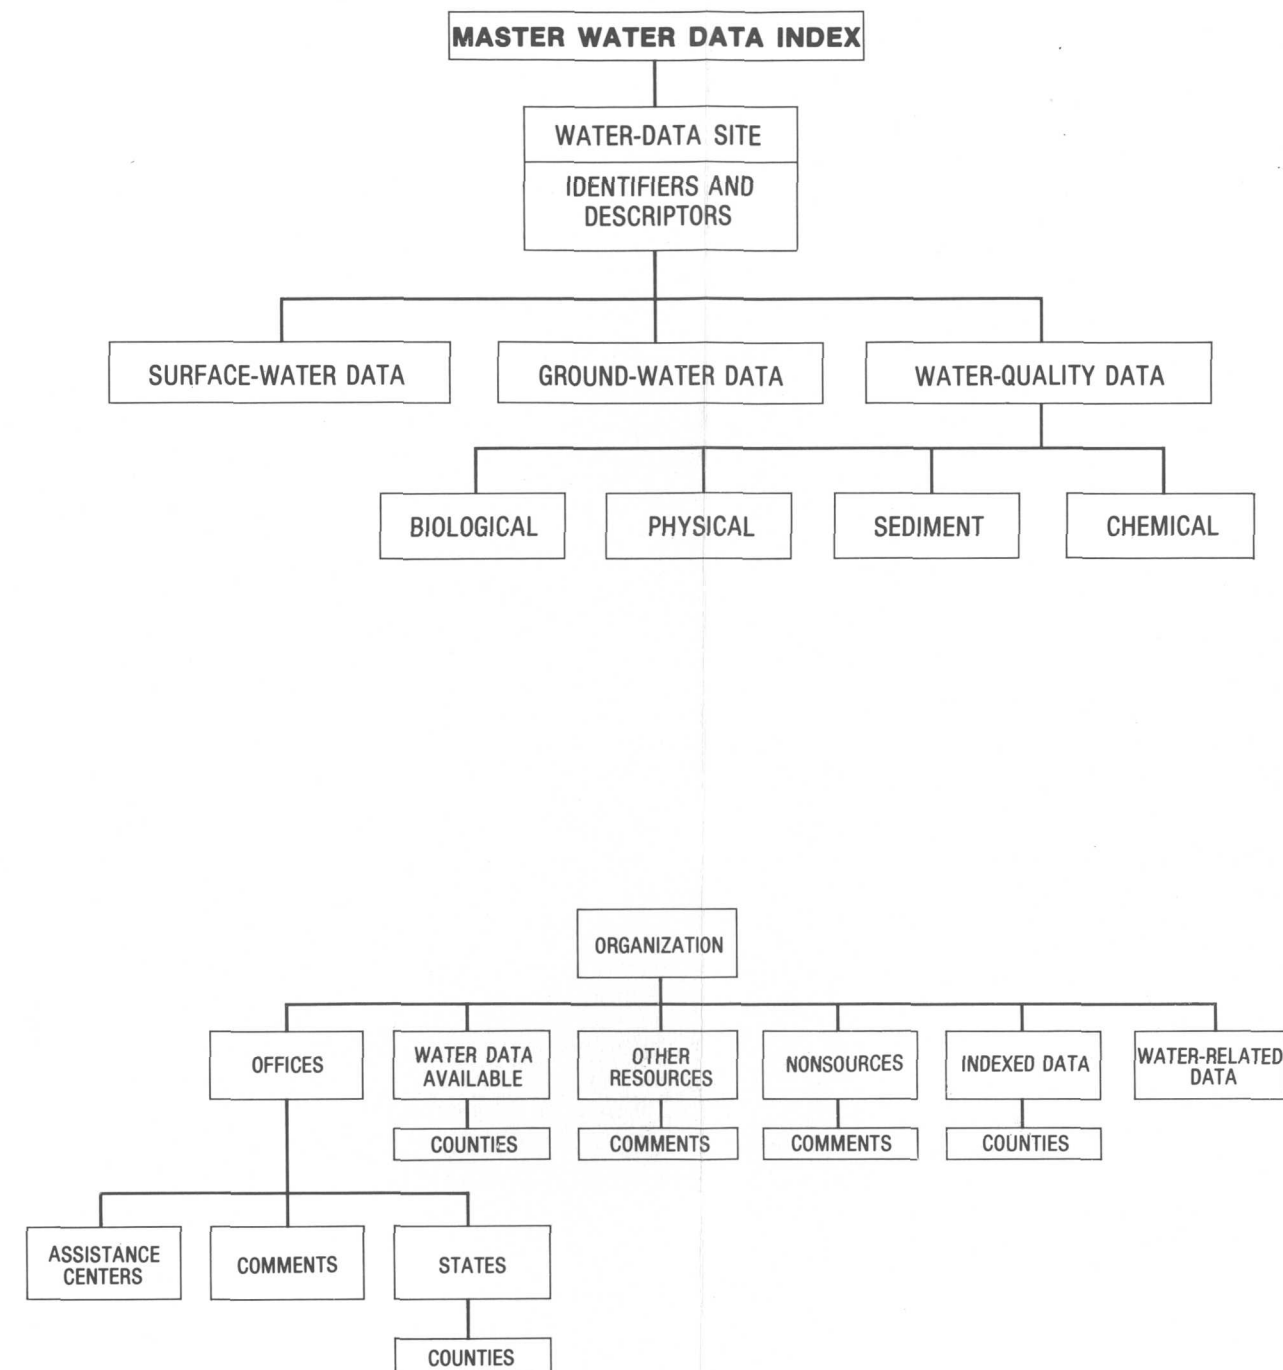 MASTER WATER DATA INDEX
WATER-DATA SITE
IDENTIFIERS AND
DESCRIPTORS
SURFACE-WATER DATA
GROUND-WATER DATA
WATER-QUALITY DATA
BIOLOGICAL
PHYSICAL
SEDIMENT
CHEMICAL
ORGANIZATION
OFFICES
WATER DATA
AVAILABLE
OTHER
RESOURCES
NONSOURCES
INDEXED DATA
WATER-RELATED
DATA
COUNTIES
COMMENTS
COMMENTS
COUNTIES
ASSISTANCE
CENTERS
COMMENTS
STATES
COUNTIES